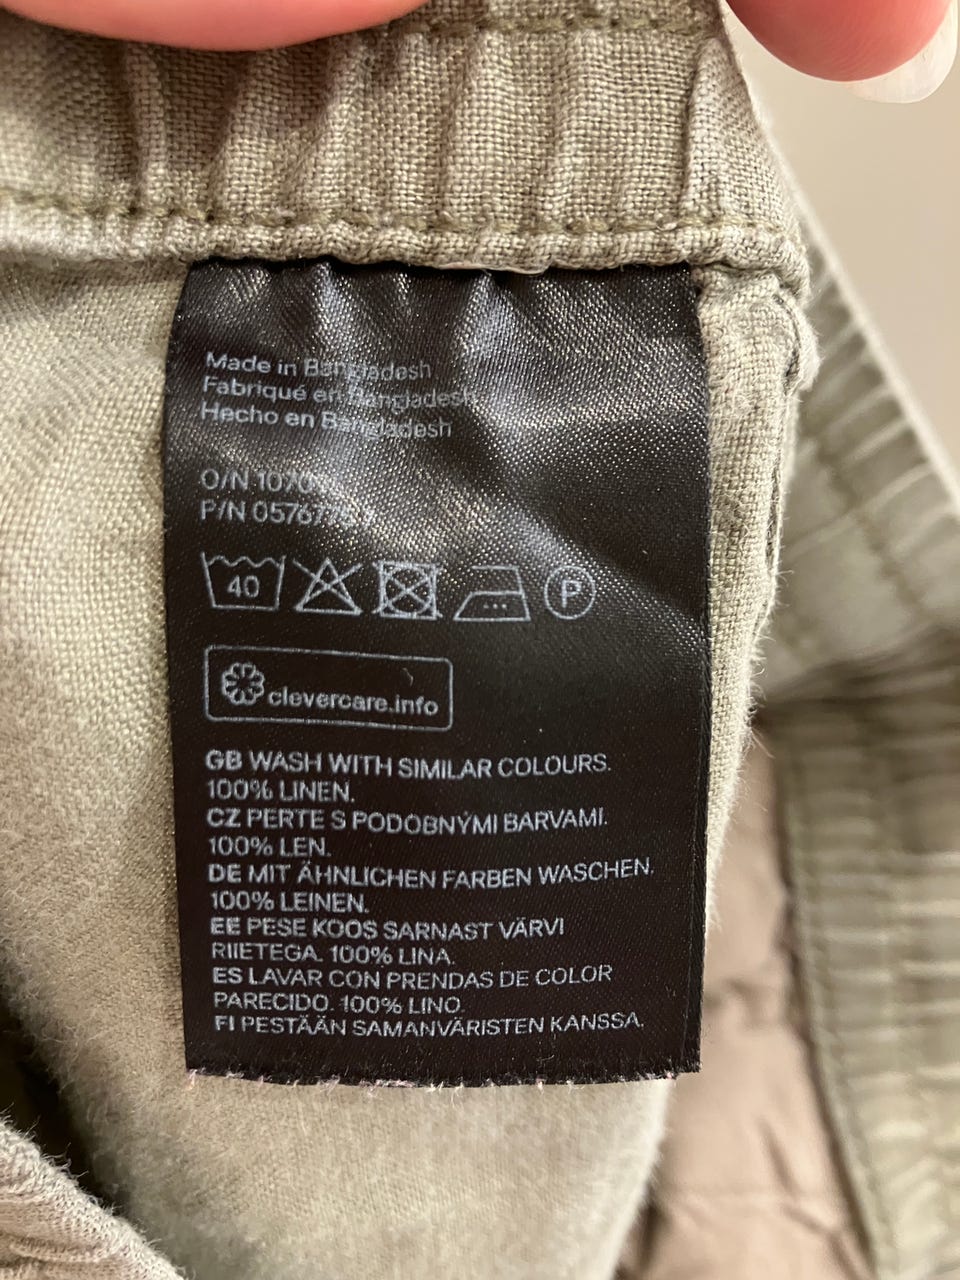 Made in Bangladesh
Fabriqué en Bangladesh
Hecho en Bangladesh
O/N
P/N
40
P
clevercare.info
GB WASH WITH SIMILAR COLOURS.
100% LINEN.
CZ PERTE S PODOBNÝMI BARVAMI.
100% LEN.
DE MIT ÄHNLICHEN FARBEN WASCHEN.
100% LEINEN.
EE PESE KOOS SARNAST VÄRVI
RIIETEGA. 100% LINA.
ES LAVAR CON PRENDAS DE COLOR
PARECIDO. 100% LINO.
FI PESTÄÄN SAMANVÄRISTEN KANSSA.